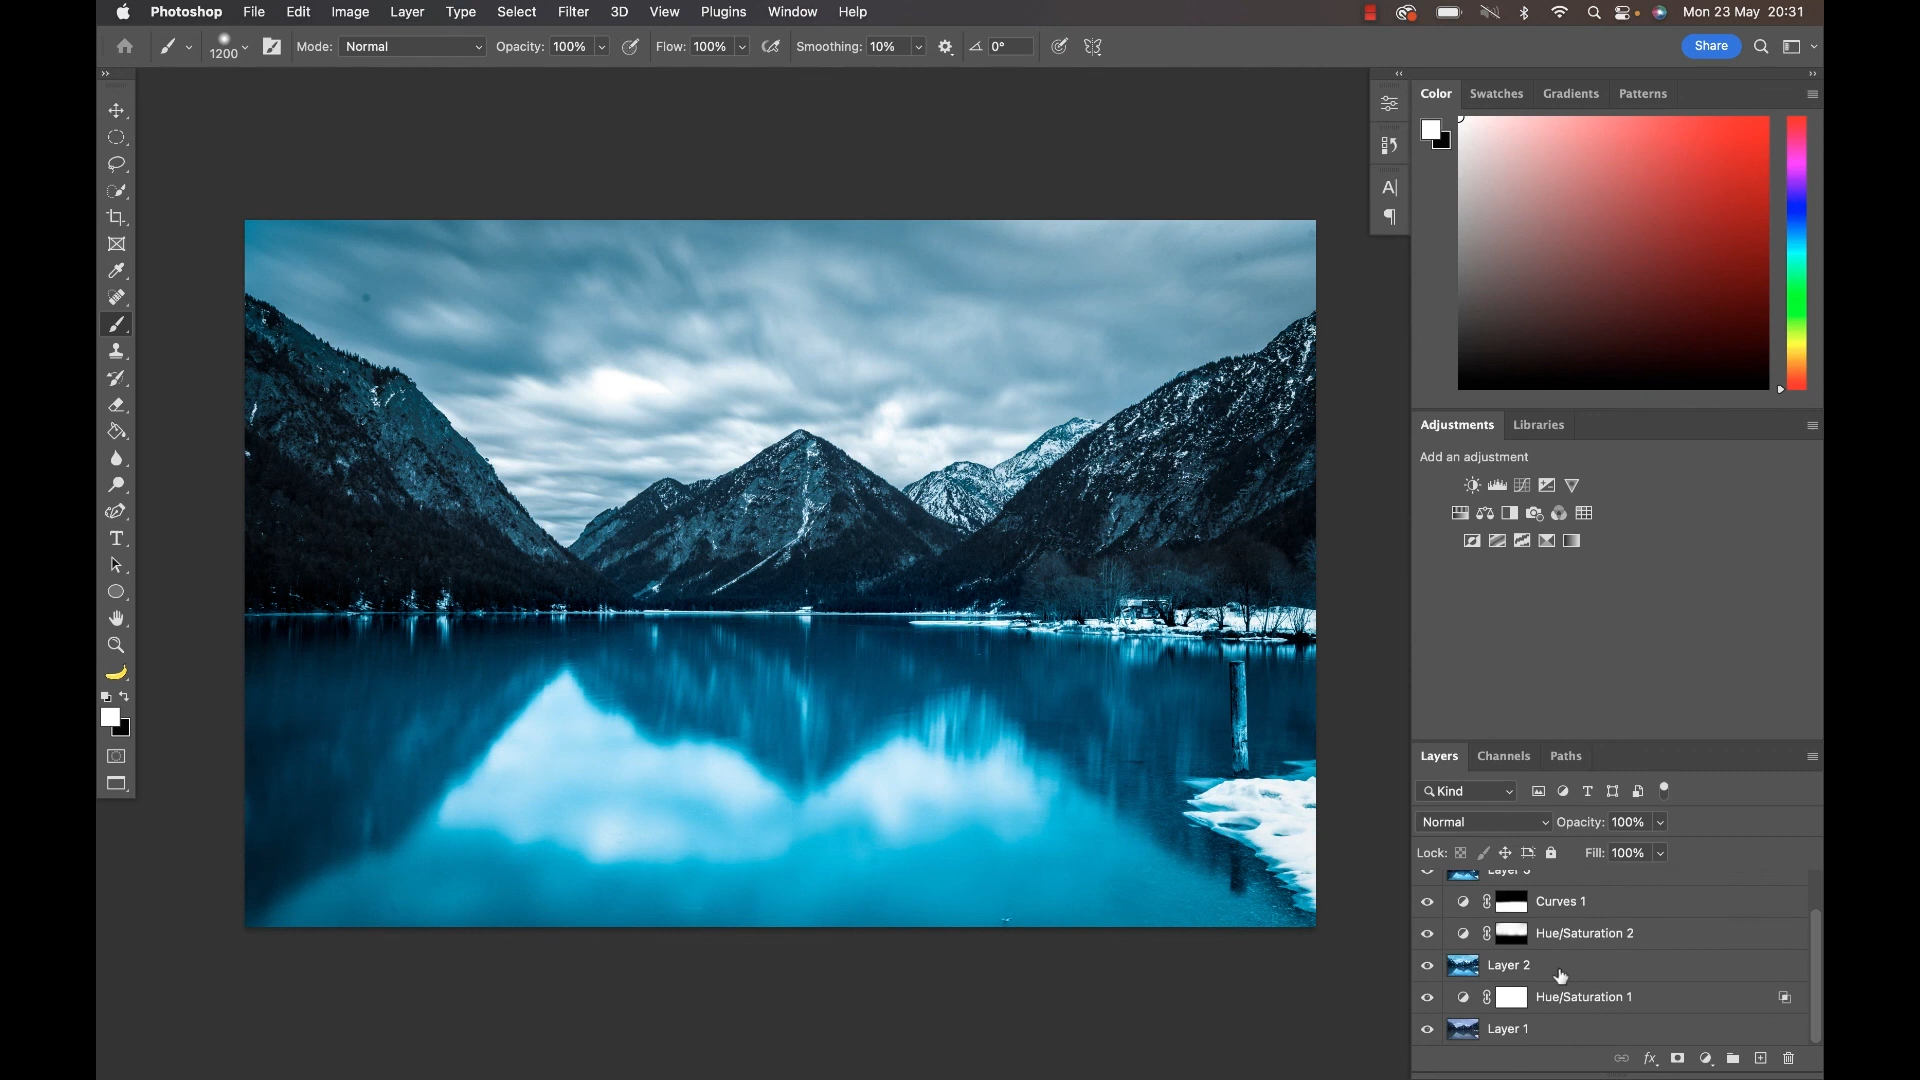 Photoshop File Edit Image Layer Type Select Filter 3D View Plugins Window Help Mon 23 May 20:31
1200 Mode: Normal Opacity: 100% Flow: 100% Smoothing: 10% 0° Share
Color Swatches Gradients Patterns
Adjustments Libraries
Add an adjustment
Layers Channels Paths
Kind
Normal Opacity: 100%
Lock: Fill: 100%
Layer 3
Curves 1
Hue/Saturation 2
Layer 2
Hue/Saturation 1
Layer 1